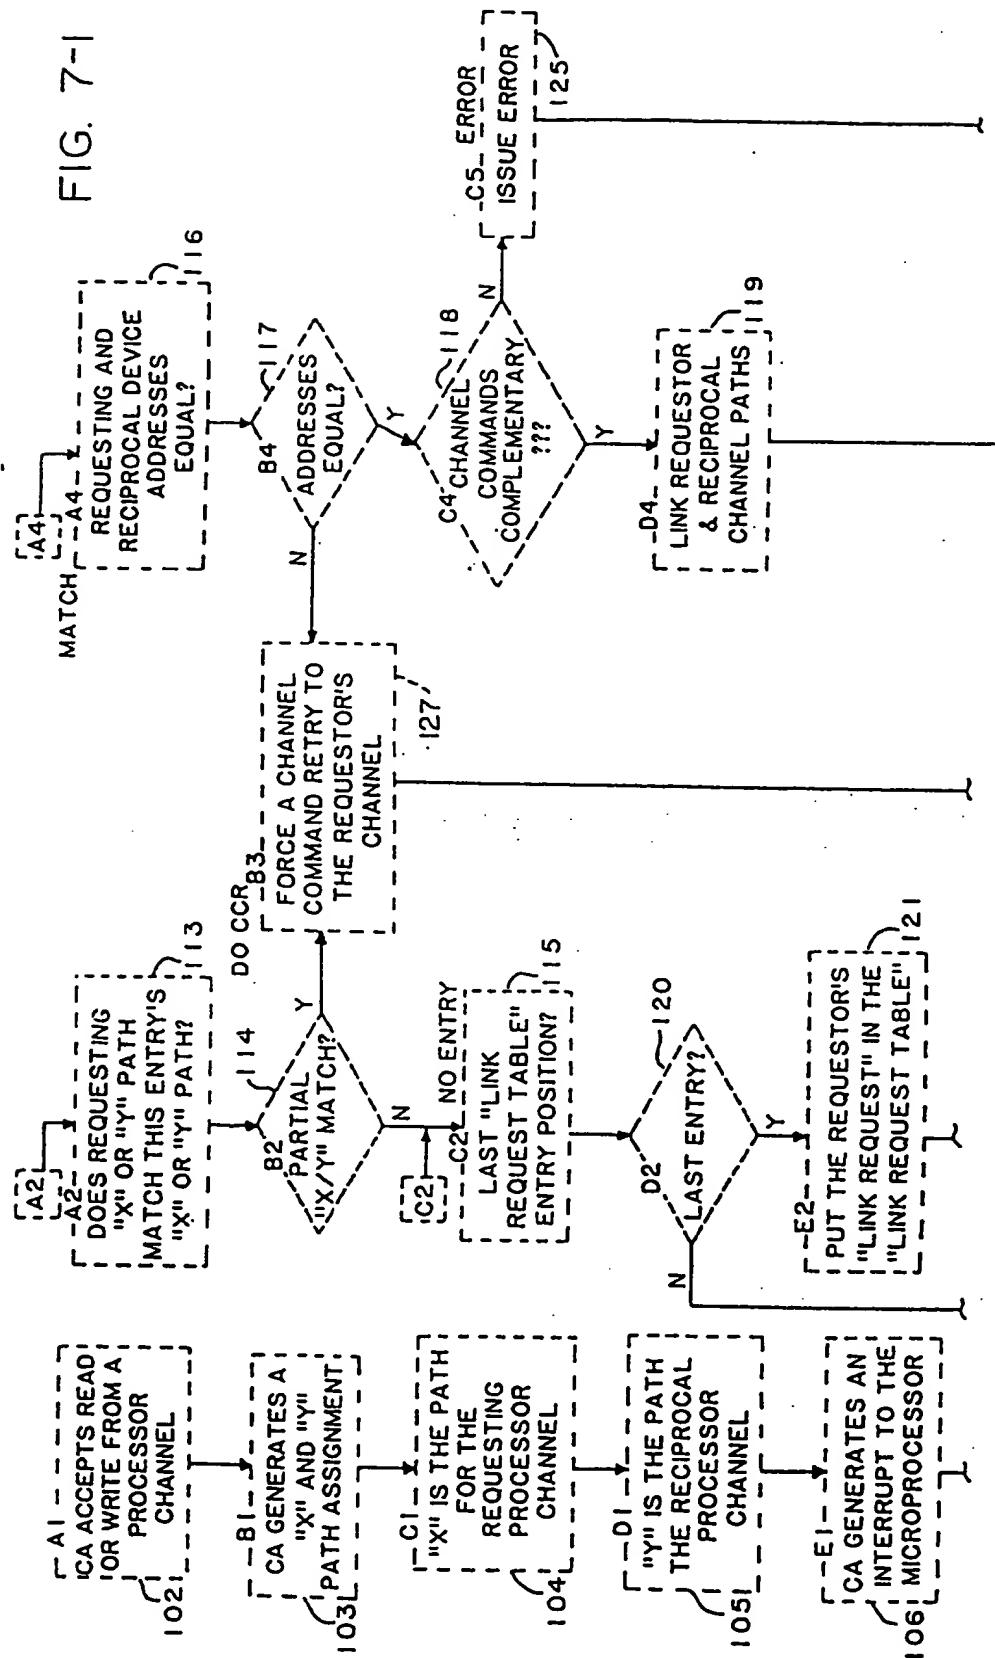 FIG. 7-1
A1
CA ACCEPTS READ
OR WRITE FROM A
PROCESSOR
CHANNEL
102
B1
CA GENERATES A
"X" AND "Y"
PATH ASSIGNMENT
103
C1
"X" IS THE PATH
FOR THE
REQUESTING
PROCESSOR
CHANNEL
104
D1
"Y" IS THE PATH
THE RECIPROCAL
PROCESSOR
CHANNEL
105
E1
CA GENERATES AN
INTERRUPT TO THE
MICROPROCESSOR
106
A2
A2
DOES REQUESTING
"X" OR "Y" PATH
MATCH THIS ENTRY'S
"X" OR "Y" PATH?
113
B2
PARTIAL
"X/Y" MATCH?
114
Y
N
C2
C2
NO ENTRY
LAST "LINK
REQUEST TABLE"
ENTRY POSITION?
115
D2
LAST ENTRY?
120
N
Y
E2
PUT THE REQUESTOR'S
"LINK REQUEST" IN THE
"LINK REQUEST TABLE"
121
DO CCR
B3
FORCE A CHANNEL
COMMAND RETRY TO
THE REQUESTOR'S
CHANNEL
127
A4
MATCH
A4
REQUESTING AND
RECIPROCAL DEVICE
ADDRESSES
EQUAL?
116
B4
ADDRESSES
EQUAL?
117
N
Y
C4
CHANNEL
COMMANDS
COMPLEMENTARY
???
118
N
Y
D4
LINK REQUESTOR
& RECIPROCAL
CHANNEL PATHS
119
C5
ERROR
ISSUE ERROR
125